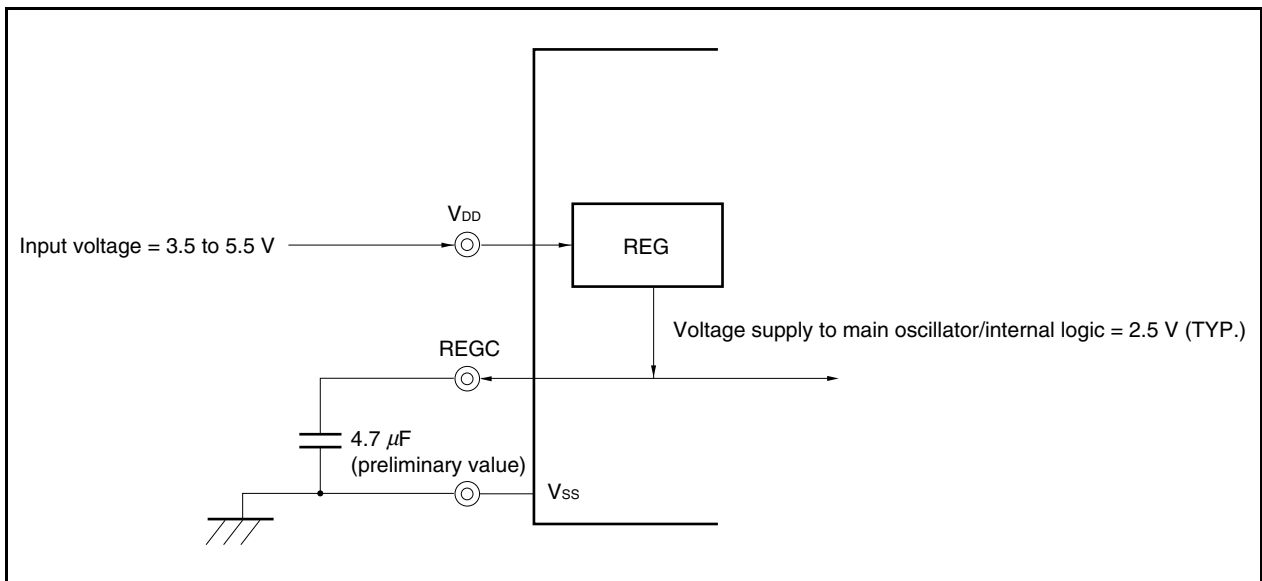 VDD
Input voltage = 3.5 to 5.5 V
REG
Voltage supply to main oscillator/internal logic = 2.5 V (TYP.)
REGC
4.7 μF
(preliminary value)
VSS